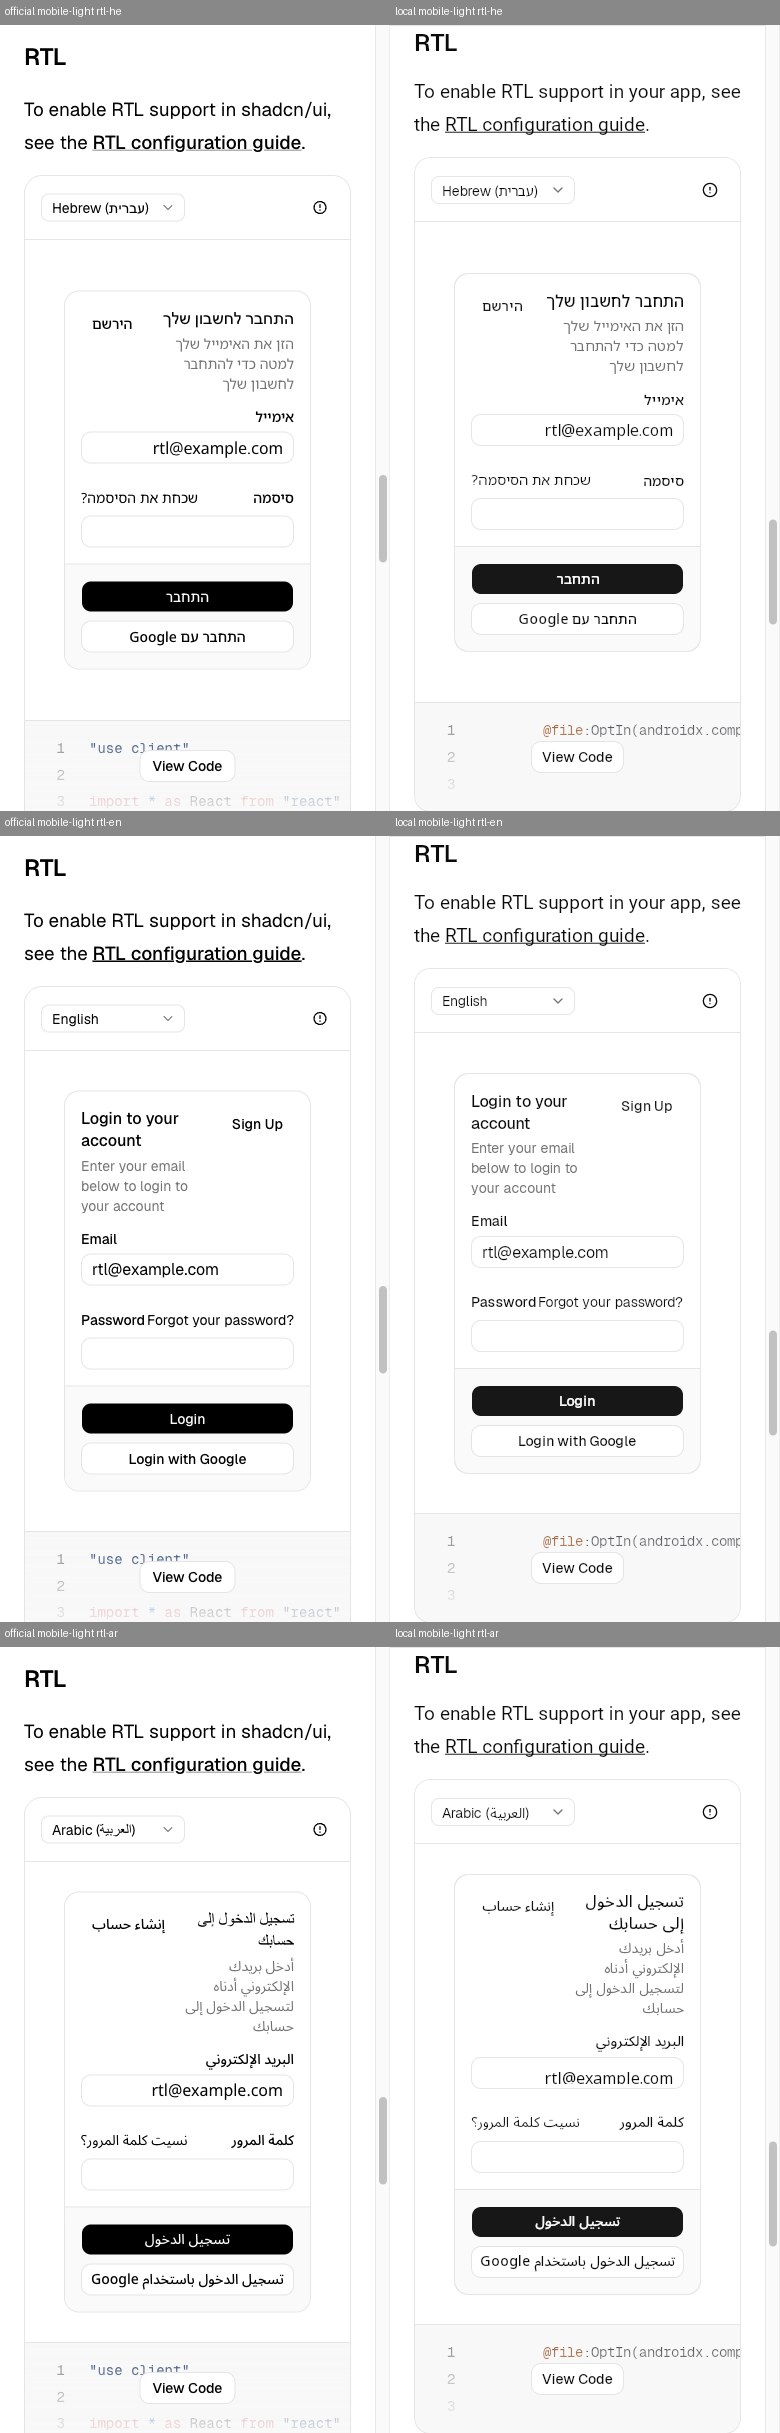 official mobile-light rtl-he
RTL
To enable RTL support in shadcn/ui,
see the RTL configuration guide.
Hebrew (עברית)
התחבר לחשבון שלך
הירשם
הזן את האימייל שלך
למטה כדי להתחבר
לחשבון שלך
אימייל
rtl@example.com
סיסמה
שכחת את הסיסמה?
התחבר
התחבר עם Google
1 "use client"
2
3 import * as React from "react"
View Code
local mobile-light rtl-he
RTL
To enable RTL support in your app, see
the RTL configuration guide.
Hebrew (עברית)
התחבר לחשבון שלך
הירשם
הזן את האימייל שלך
למטה כדי להתחבר
לחשבון שלך
אימייל
rtl@example.com
סיסמה
שכחת את הסיסמה?
התחבר
התחבר עם Google
1 @file:OptIn(androidx.comp
2
3
View Code
official mobile-light rtl-en
RTL
To enable RTL support in shadcn/ui,
see the RTL configuration guide.
English
Login to your
account
Sign Up
Enter your email
below to login to
your account
Email
rtl@example.com
Password
Forgot your password?
Login
Login with Google
1 "use client"
2
3 import * as React from "react"
View Code
local mobile-light rtl-en
RTL
To enable RTL support in your app, see
the RTL configuration guide.
English
Login to your
account
Sign Up
Enter your email
below to login to
your account
Email
rtl@example.com
Password
Forgot your password?
Login
Login with Google
1 @file:OptIn(androidx.comp
2
3
View Code
official mobile-light rtl-ar
RTL
To enable RTL support in shadcn/ui,
see the RTL configuration guide.
Arabic (العربية)
تسجيل الدخول إلى
حسابك
إنشاء حساب
أدخل بريدك
الإلكتروني أدناه
لتسجيل الدخول إلى
حسابك
البريد الإلكتروني
rtl@example.com
كلمة المرور
نسيت كلمة المرور؟
تسجيل الدخول
تسجيل الدخول باستخدام Google
1 "use client"
2
3 import * as React from "react"
View Code
local mobile-light rtl-ar
RTL
To enable RTL support in your app, see
the RTL configuration guide.
Arabic (العربية)
تسجيل الدخول
إلى حسابك
إنشاء حساب
أدخل بريدك
الإلكتروني أدناه
لتسجيل الدخول إلى
حسابك
البريد الإلكتروني
rtl@example.com
كلمة المرور
نسيت كلمة المرور؟
تسجيل الدخول
تسجيل الدخول باستخدام Google
1 @file:OptIn(androidx.comp
2
3
View Code